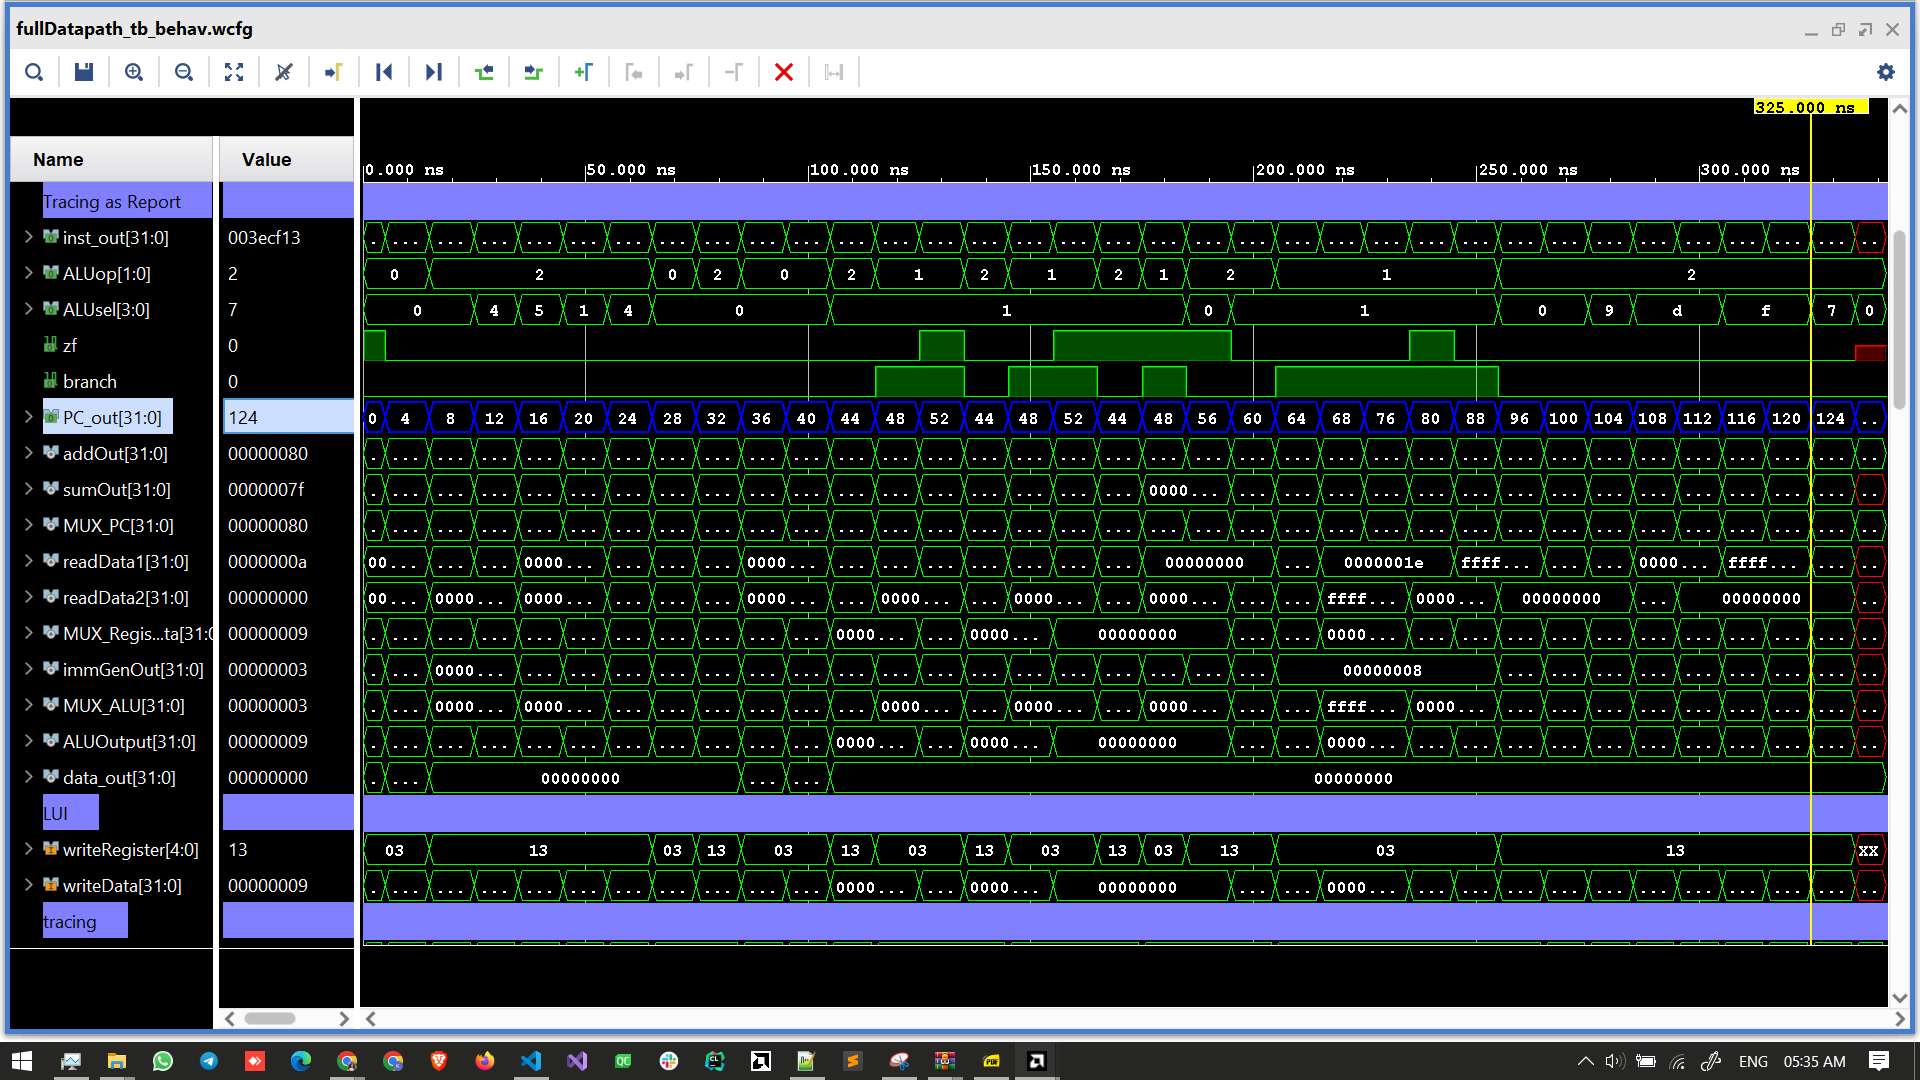 fullDatapath_tb_behav.wcfg
325.000 ns
Name Value
0.000 ns 50.000 ns 100.000 ns 150.000 ns 200.000 ns 250.000 ns 300.000 ns
Tracing as Report
inst_out[31:0] 003ecf13 . ... ... ... ... ... ... ... ... ... ... ... ... ... ... ... ... ... ... ... ... ... ... ... ... ... ... ... ... ... ... ... ... ... ..
ALUop[1:0] 2 0 2 0 2 0 2 1 2 1 2 1 2 1 2
ALUsel[3:0] 7 0 4 5 1 4 0 1 0 1 0 9 d f 7 0
zf 0
branch 0
PC_out[31:0] 124 0 4 8 12 16 20 24 28 32 36 40 44 48 52 44 48 52 44 48 56 60 64 68 76 80 88 96 100 104 108 112 116 120 124 ..
addOut[31:0] 00000080 . ... ... ... ... ... ... ... ... ... ... ... ... ... ... ... ... ... ... ... ... ... ... ... ... ... ... ... ... ... ... ... ... ... ..
sumOut[31:0] 0000007f . ... ... ... ... ... ... ... ... ... ... ... ... ... ... ... ... ... 0000... ... ... ... ... ... ... ... ... ... ... ... ... ... ... ..
MUX_PC[31:0] 00000080 . ... ... ... ... ... ... ... ... ... ... ... ... ... ... ... ... ... ... ... ... ... ... ... ... ... ... ... ... ... ... ... ... ... ..
readData1[31:0] 0000000a 00... ... ... 0000... ... ... ... 0000... ... ... ... ... ... ... ... 00000000 ... 0000001e ffff... ... ... 0000... ffff... ... ..
readData2[31:0] 00000000 00... 0000... 0000... ... ... ... 0000... ... 0000... ... 0000... ... 0000... ... ... ffff... 0000... 00000000 ... 00000000 ..
MUX_Regis...ta[31:0 00000009 . ... ... ... ... ... ... ... ... ... ... 0000... ... 0000... 00000000 ... ... 0000... ... ... ... ... ... ... ... ... ... ... ..
immGenOut[31:0] 00000003 . ... 0000... ... ... ... ... ... ... ... ... ... ... ... ... ... ... ... ... ... 00000008 ... ... ... ... ... ... ... ... ..
MUX_ALU[31:0] 00000003 . ... 0000... 0000... ... ... ... ... ... ... 0000... ... 0000... ... 0000... ... ... ffff... 0000... ... ... ... ... ... ... ... ... ..
ALUOutput[31:0] 00000009 . ... ... ... ... ... ... ... ... ... ... 0000... ... 0000... 00000000 ... ... 0000... ... ... ... ... ... ... ... ... ... ... ..
data_out[31:0] 00000000 . ... 00000000 ... ... 00000000
LUI
writeRegister[4:0] 13 03 13 03 13 03 13 03 13 03 13 03 13 03 13 XX
writeData[31:0] 00000009 . ... ... ... ... ... ... ... ... ... ... 0000... ... 0000... 00000000 ... ... 0000... ... ... ... ... ... ... ... ... ... ... ..
tracing
ENG 05:35 AM